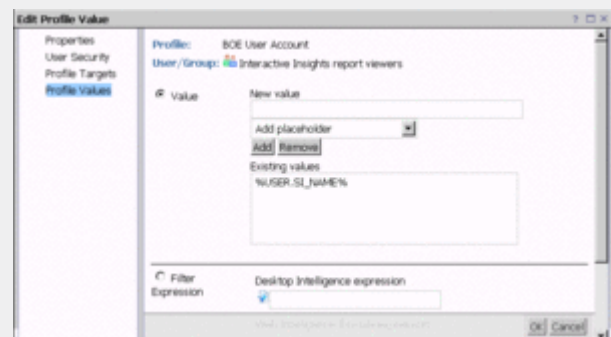 Edit Profile Value
Properties
User Security
Profile Targets
Profile Values
Profile: BOE User Account
User/Group: Interactive Insights report viewers
Value
New value
Add placeholder
Add Remove
Existing values
%USER.SI_NAME%
Filter Expression
Desktop Intelligence expression
OK Cancel